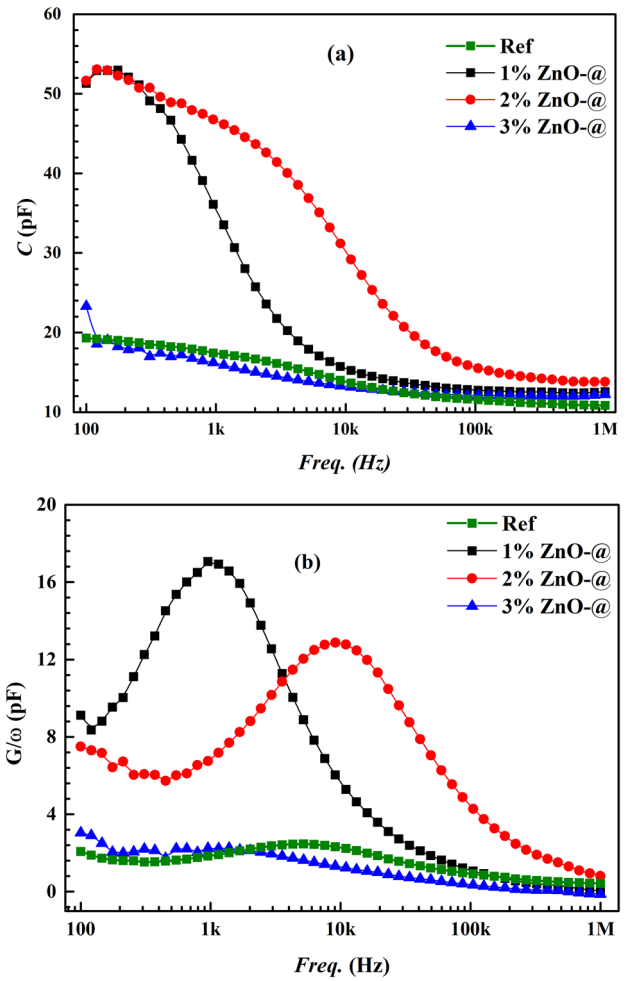 60
50
40
30
20
10
C (pF)
(a)
Ref
1% ZnO-@
2% ZnO-@
3% ZnO-@
100
1k
10k
100k
1M
Freq. (Hz)
20
16
12
8
4
0
G/ω (pF)
(b)
Ref
1% ZnO-@
2% ZnO-@
3% ZnO-@
100
1k
10k
100k
1M
Freq. (Hz)